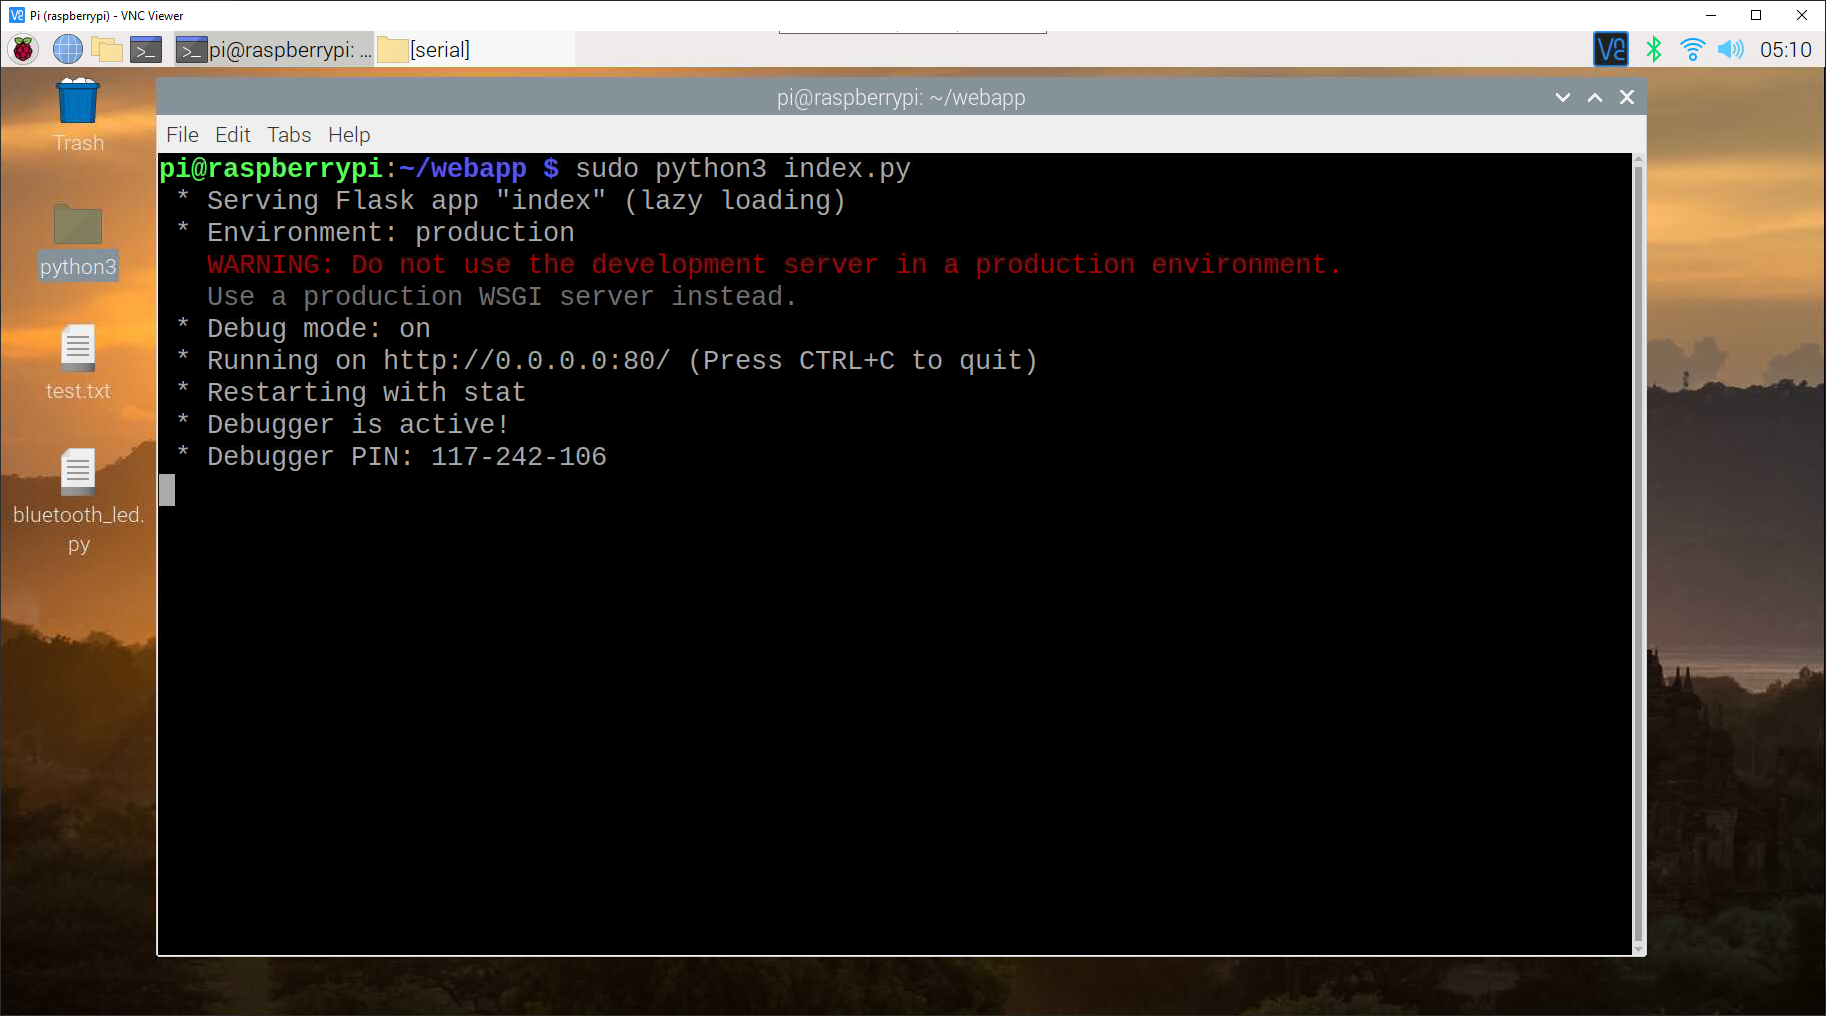 Pi (raspberrypi) - VNC Viewer
pi@raspberrypi: ...
[serial]
05:10
Trash
python3
test.txt
bluetooth_led.
py
pi@raspberrypi: ~/webapp
File Edit Tabs Help
pi@raspberrypi:~/webapp $ sudo python3 index.py
* Serving Flask app "index" (lazy loading)
* Environment: production
WARNING: Do not use the development server in a production environment.
Use a production WSGI server instead.
* Debug mode: on
* Running on http://0.0.0.0:80/ (Press CTRL+C to quit)
* Restarting with stat
* Debugger is active!
* Debugger PIN: 117-242-106